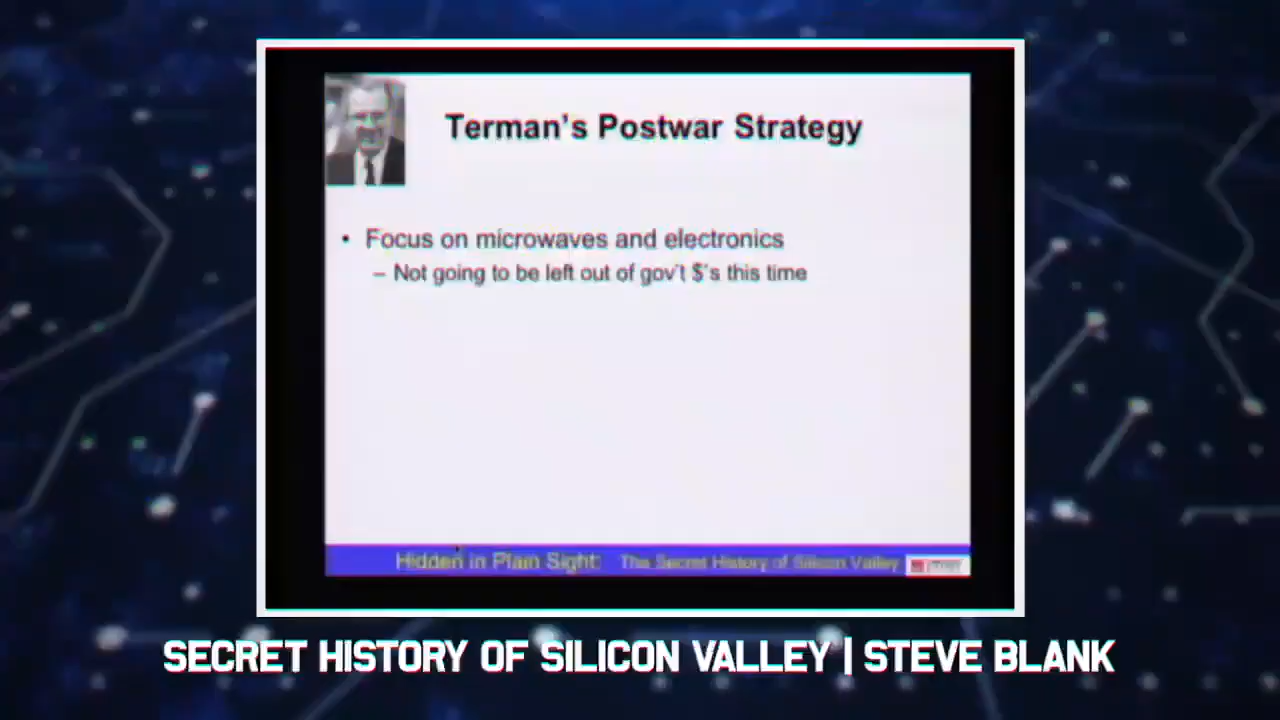 Terman's Postwar Strategy
• Focus on microwaves and electronics
– Not going to be left out of gov't $'s this time
Hidden in Plain Sight: The Secret History of Silicon Valley
SECRET HISTORY OF SILICON VALLEY | STEVE BLANK